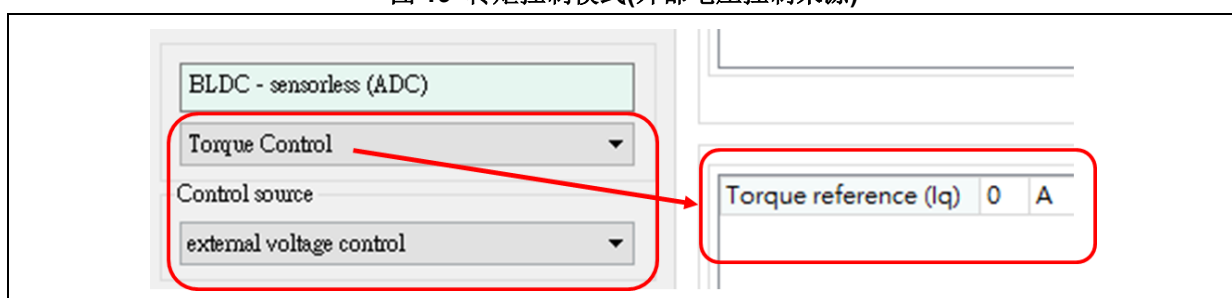 BLDC - sensorless (ADC)
Torque Control
Control source
external voltage control
Torque reference (Iq) 0 A